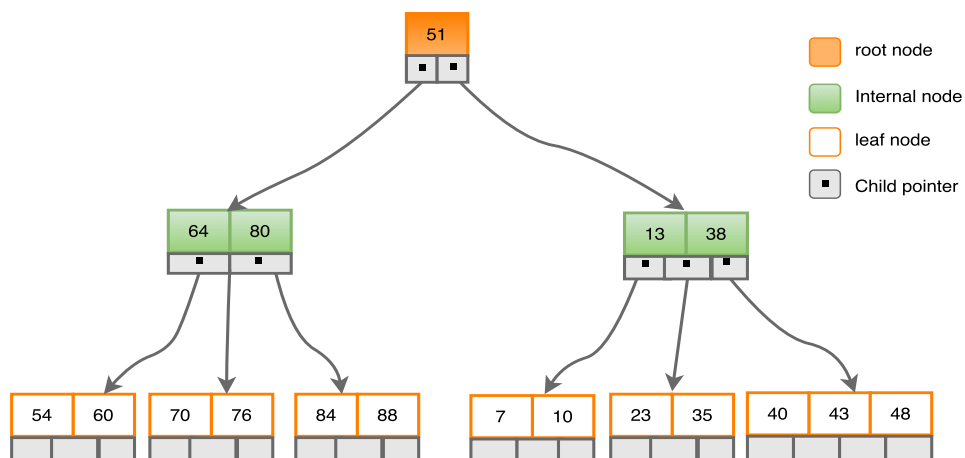 51
root node
Internal node
leaf node
Child pointer
64 80
13 38
54 60
70 76
84 88
7 10
23 35
40 43 48